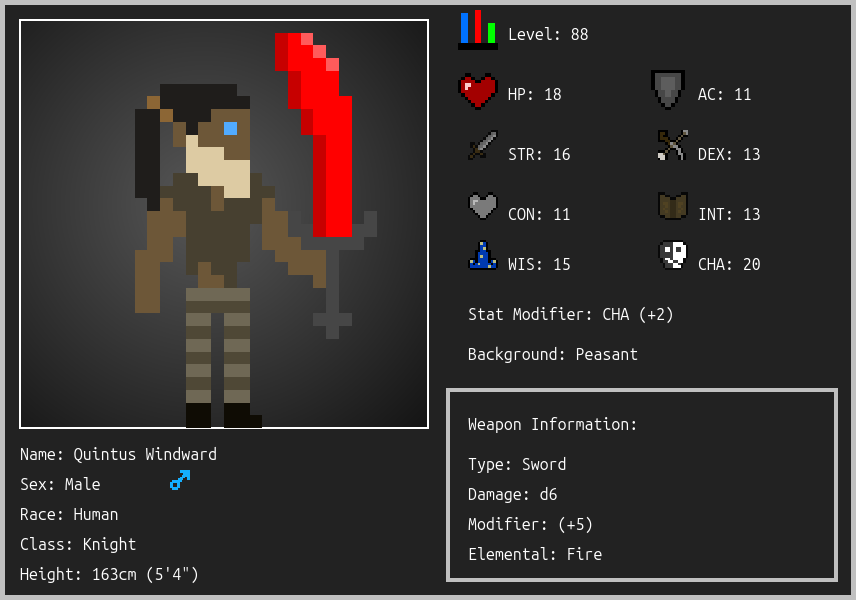 Level: 88
HP: 18
AC: 11
STR: 16
DEX: 13
CON: 11
INT: 13
WIS: 15
CHA: 20
Stat Modifier: CHA (+2)
Background: Peasant
Weapon Information:
Type: Sword
Damage: d6
Modifier: (+5)
Elemental: Fire
Name: Quintus Windward
Sex: Male
Race: Human
Class: Knight
Height: 163cm (5'4")